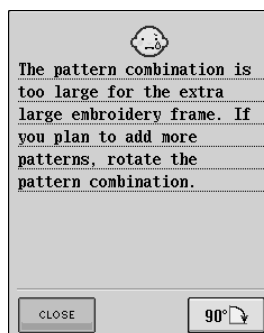 The pattern combination is
too large for the extra
large embroidery frame. If
you plan to add more
patterns, rotate the
pattern combination.
CLOSE
90°